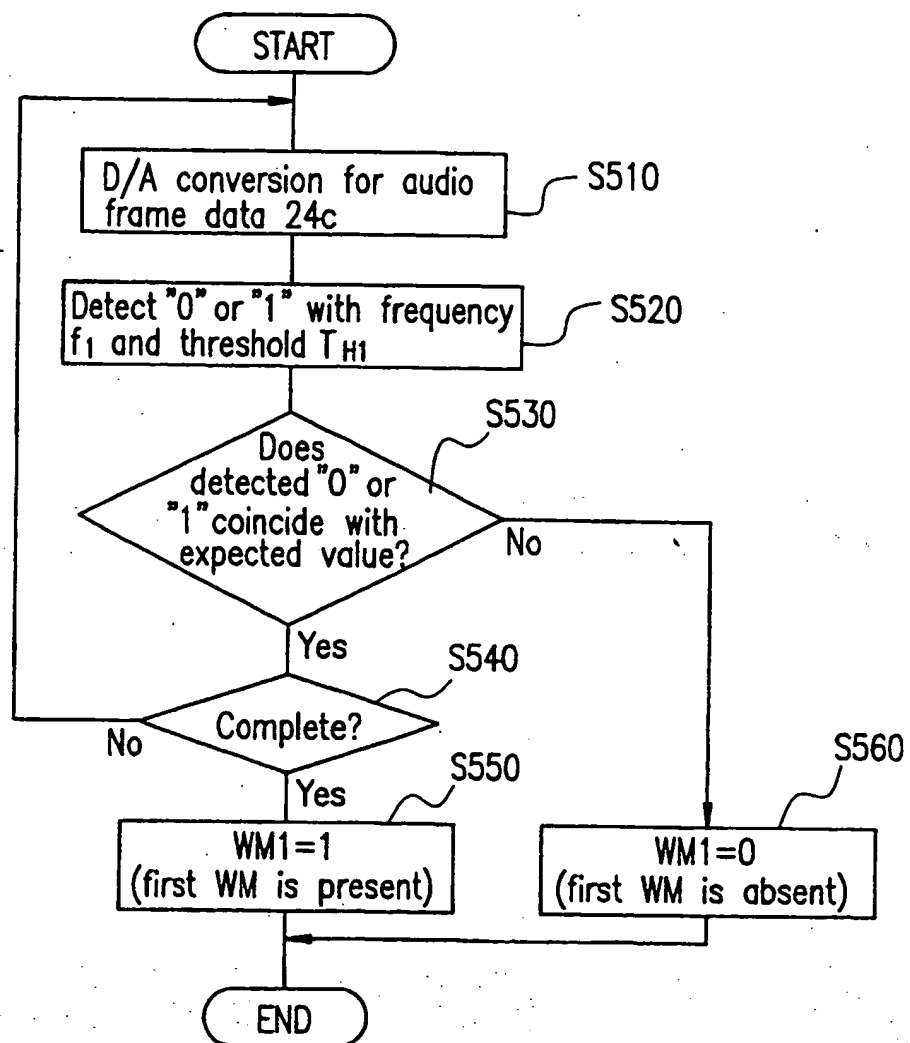 START
D/A conversion for audio
frame data 24c
S510
Detect "0" or "1" with frequency
f1 and threshold TH1
S520
S530
Does
detected "0" or
"1" coincide with
expected value?
No
Yes
S540
Complete?
No
Yes
S550
WM1=1
(first WM is present)
S560
WM1=0
(first WM is absent)
END